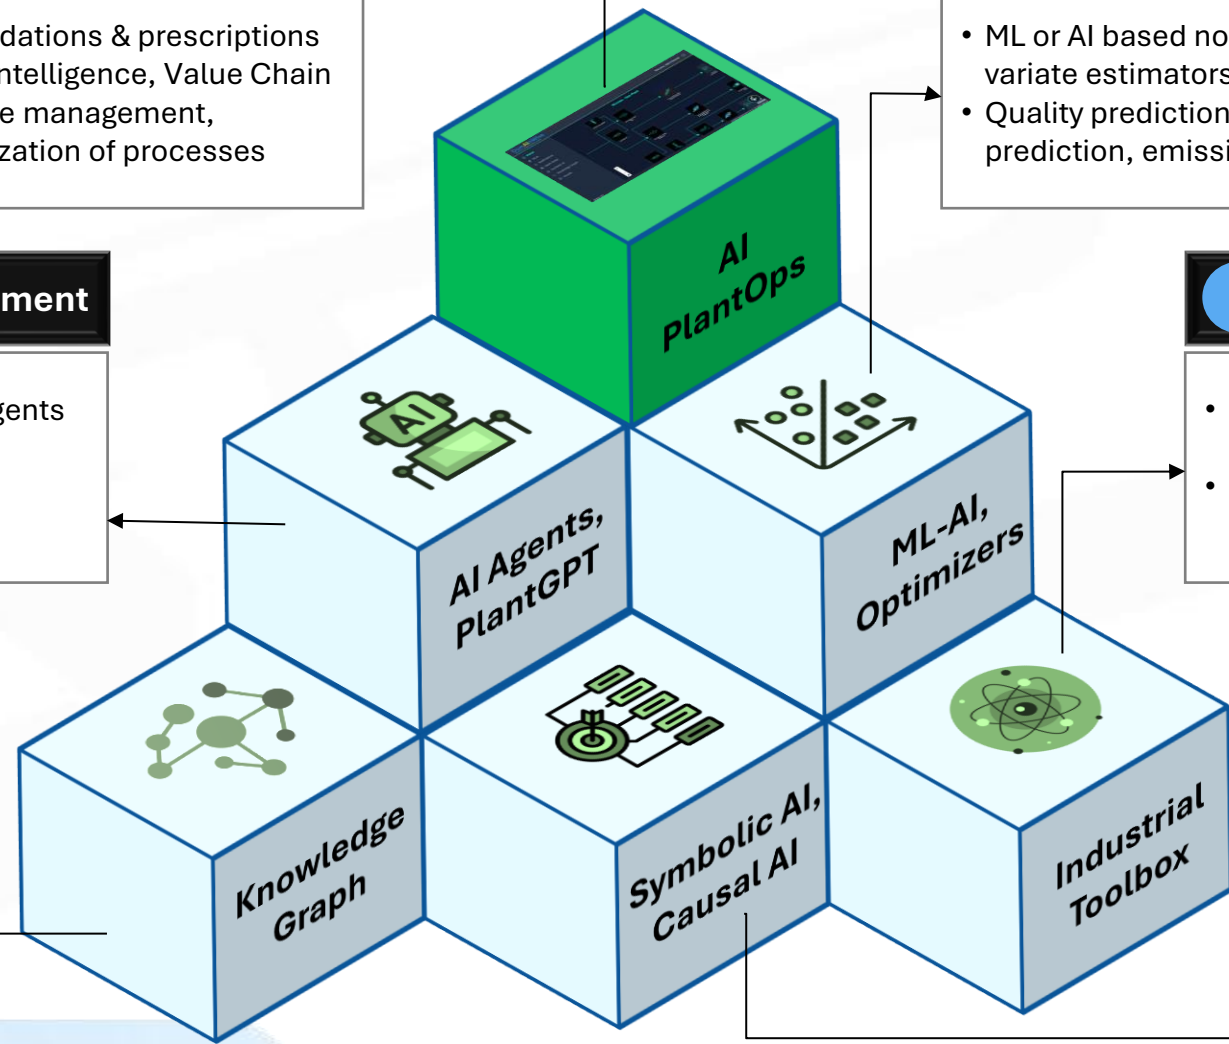 dations & prescriptions
ntelligence, Value Chain
e management,
zation of processes
• ML or AI based no
variate estimators
• Quality prediction
prediction, emissi
AI
PlantOps
ment
gents
AI
AI Agents,
PlantGPT
ML-AI,
Optimizers
Knowledge
Graph
Symbolic AI,
Causal AI
Industrial
Toolbox